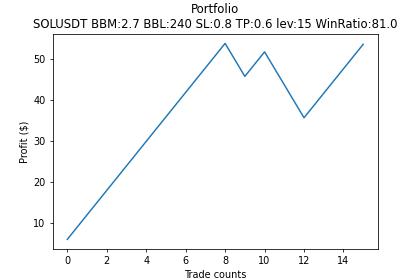 Portfolio
SOLUSDT BBM:2.7 BBL:240 SL:0.8 TP:0.6 lev:15 WinRatio:81.0
Profit ($)
50
40
30
20
10
0 2 4 6 8 10 12 14
Trade counts